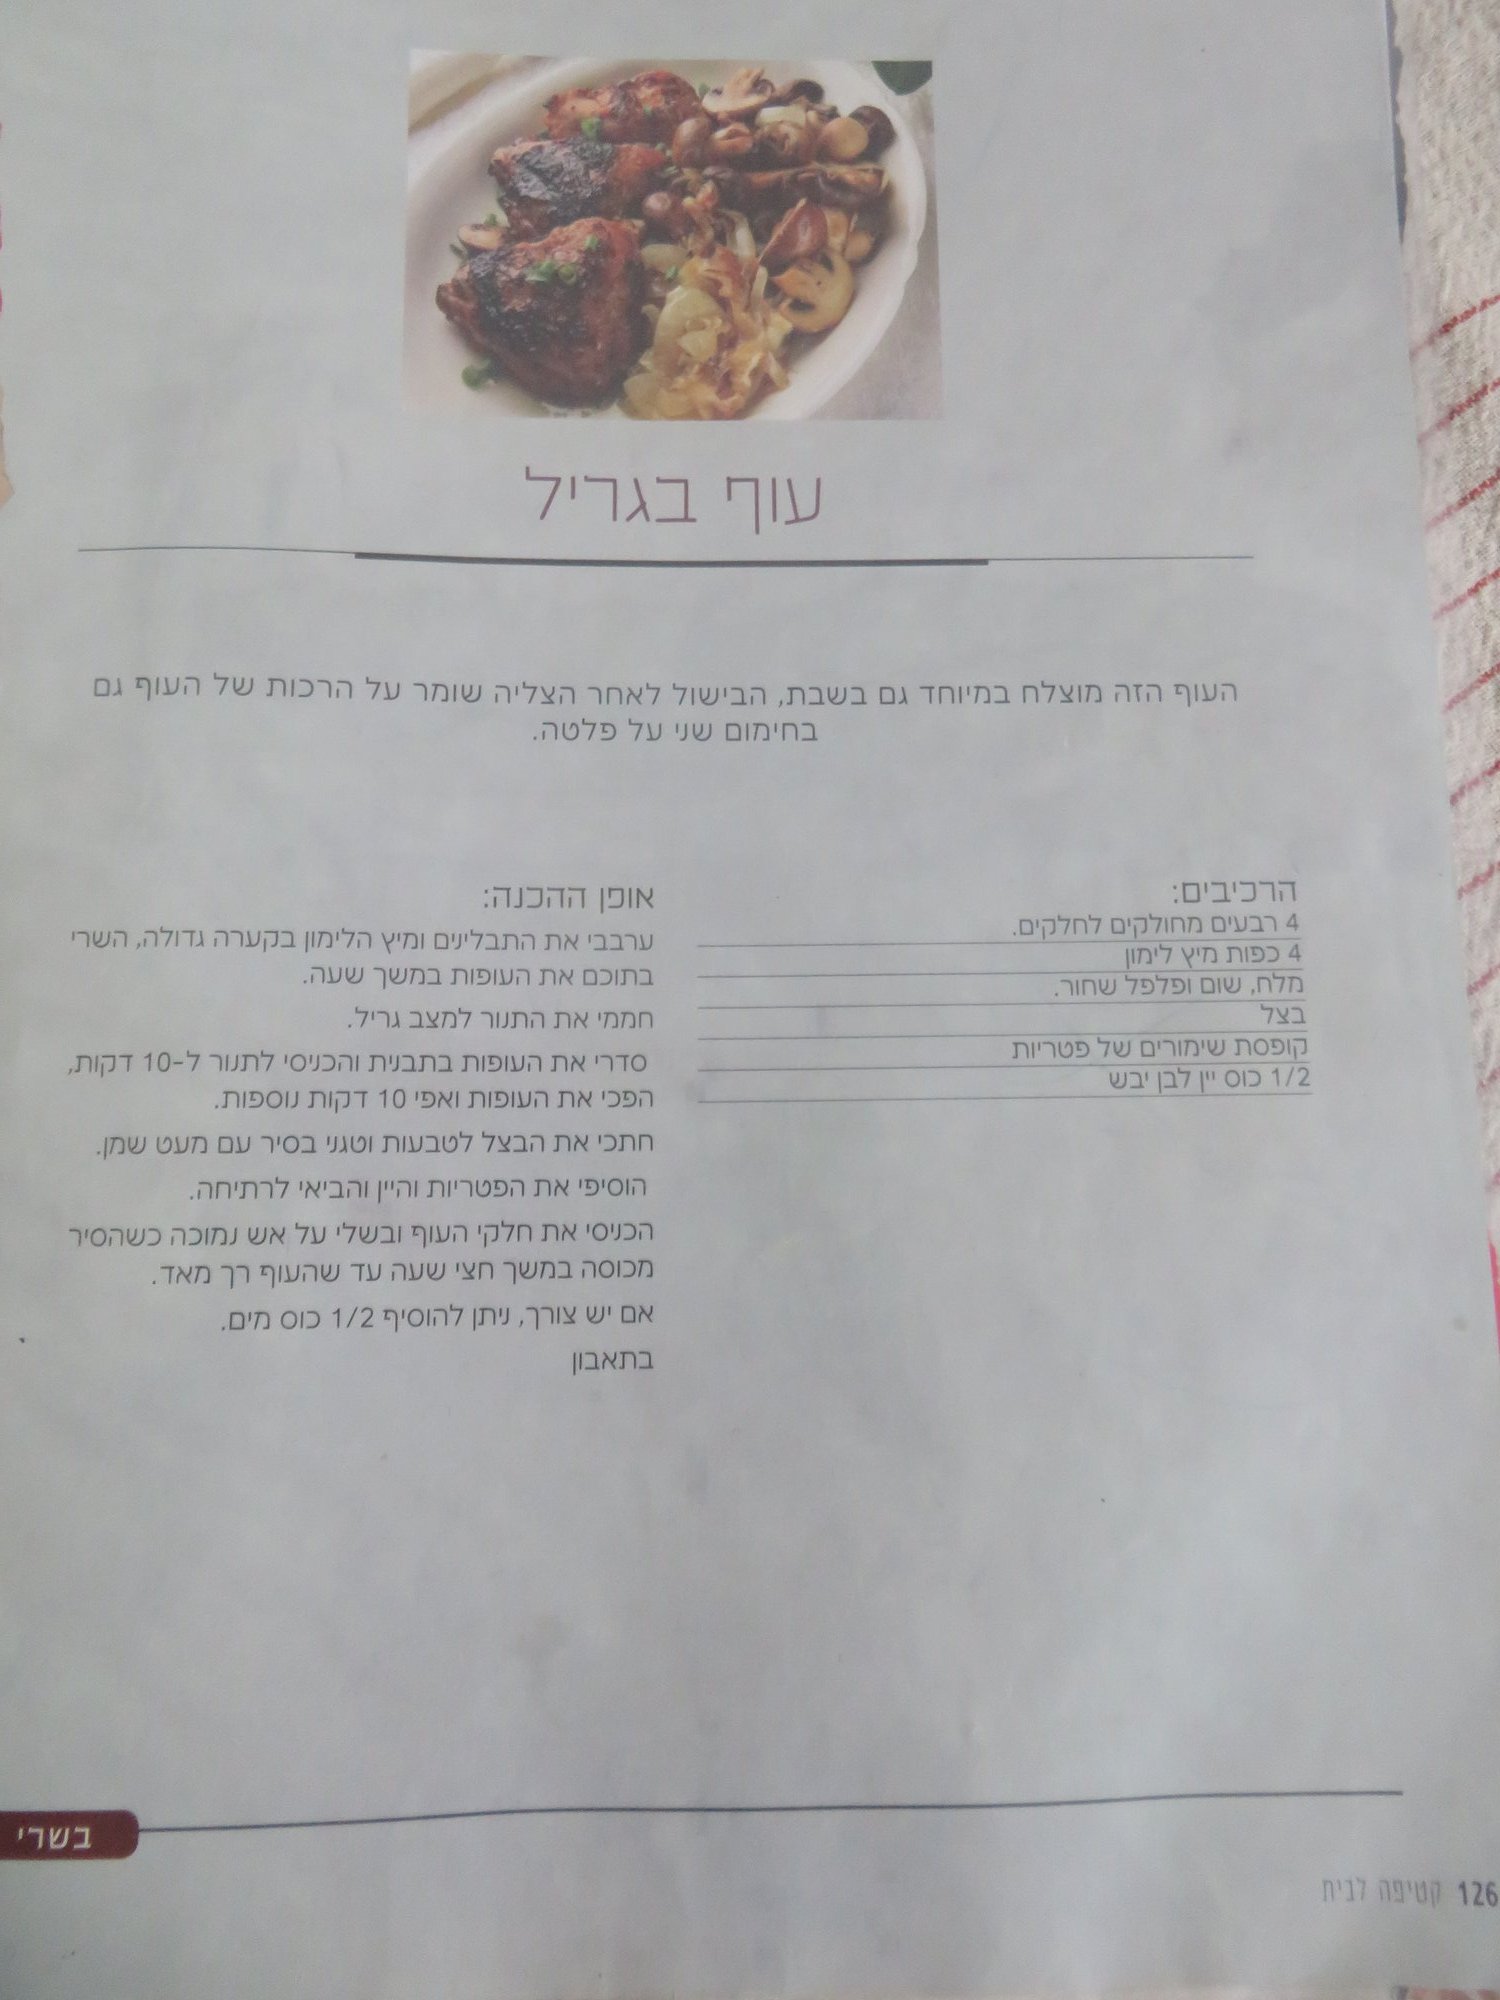 עוף בגריל
העוף הזה מוצלח במיוחד גם בשבת, הבישול לאחר הצליה שומר על הרכות של העוף גם
בחימום שני על פלטה.
הרכיבים:
4 רבעים מחולקים לחלקים.
4 כפות מיץ לימון
מלח, שום ופלפל שחור.
בצל
קופסת שימורים של פטריות
1/2 כוס יין לבן יבש
אופן ההכנה:
ערבבי את התבלינים ומיץ הלימון בקערה גדולה, השרי
בתוכם את העופות במשך שעה.
חממי את התנור למצב גריל.
סדרי את העופות בתבנית והכניסי לתנור ל-10 דקות,
הפכי את העופות ואפי 10 דקות נוספות.
חתכי את הבצל לטבעות וטגני בסיר עם מעט שמן.
הוסיפי את הפטריות והיין והביאי לרתיחה.
הכניסי את חלקי העוף ובשלי על אש נמוכה כשהסיר
מכוסה במשך חצי שעה עד שהעוף רך מאד.
אם יש צורך, ניתן להוסיף 1/2 כוס מים.
בתאבון
בשרי
126 קטיפה לבית